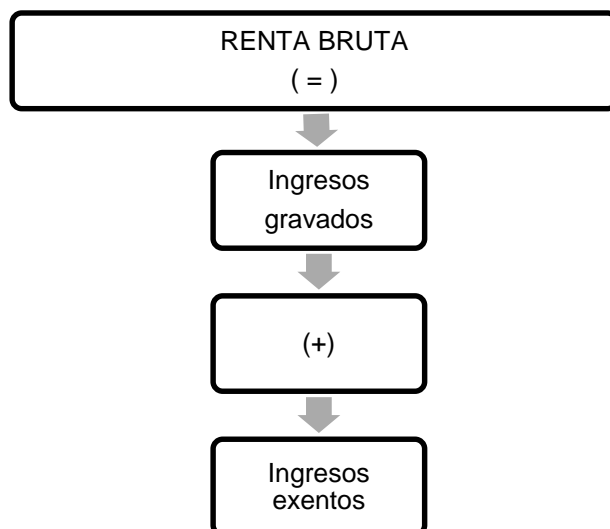 RENTA BRUTA
( = )
Ingresos
gravados
(+)
Ingresos
exentos